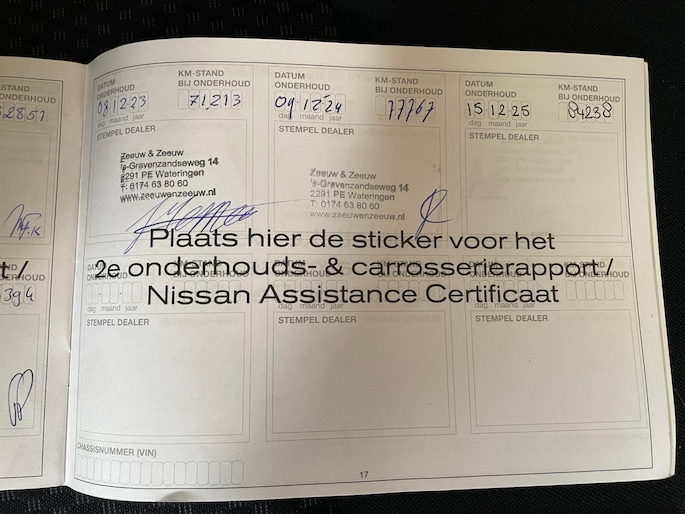 STAND
ONDERHOUD
2851
394
DATUM ONDERHOUD
KM-STAND BIJ ONDERHOUD
08.12.23
71,213
dag maand jaar
STEMPEL DEALER
Zeeuw & Zeeuw
's-Gravenzandseweg 14
2291 PE Wateringen
T: 0174 63 80 60
www.zeeuwenzeeuw.nl
DATUM ONDERHOUD
KM-STAND BIJ ONDERHOUD
09-12-24
77767
dag maand jaar
STEMPEL DEALER
Zeeuw & Zeeuw
's-Gravenzandseweg 14
2291 PE Wateringen
T: 0174 63 80 60
www.zeeuwenzeeuw.nl
DATUM ONDERHOUD
KM-STAND BIJ ONDERHOUD
15.12.25
84238
dag maand jaar
STEMPEL DEALER
Plaats hier de sticker voor het
2e onderhouds- & carrosserierapport /
Nissan Assistance Certificaat
dag maand jaar
STEMPEL DEALER
dag maand jaar
STEMPEL DEALER
dag maand jaar
STEMPEL DEALER
CHASSISNUMMER (VIN)
17